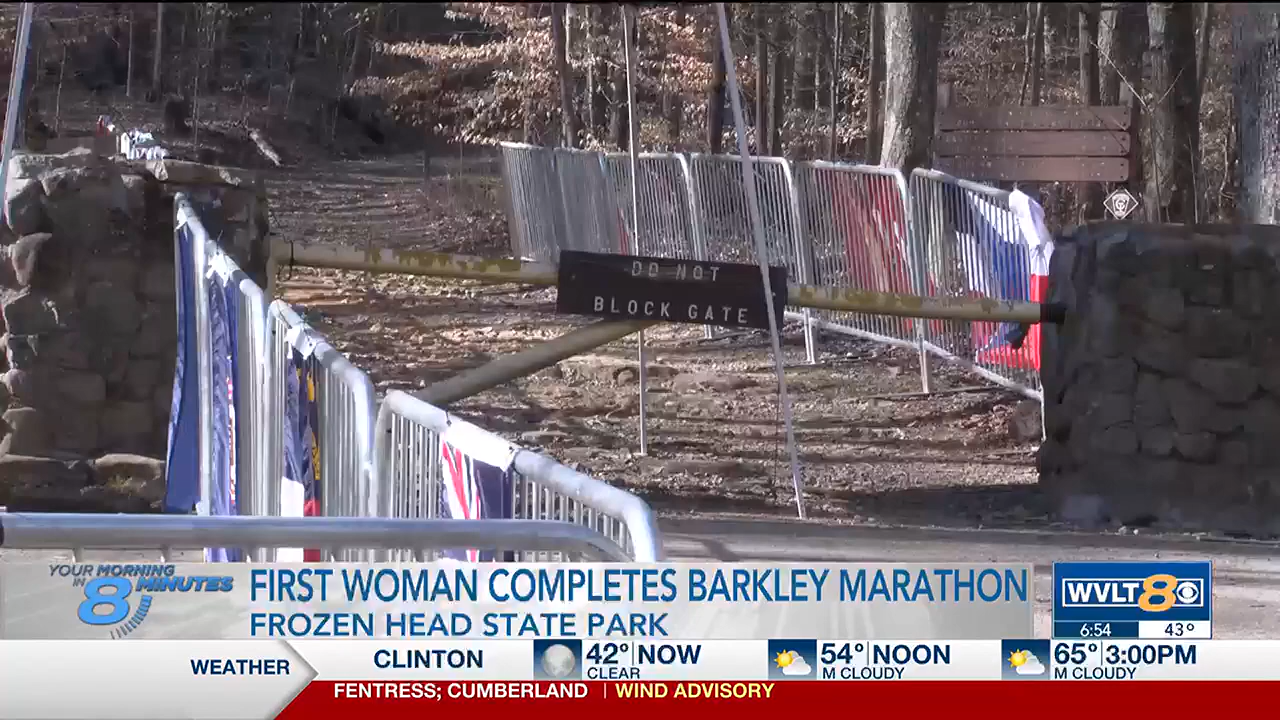 DO NOT
BLOCK GATE
YOUR MORNING
IN 8 MINUTES
FIRST WOMAN COMPLETES BARKLEY MARATHON
FROZEN HEAD STATE PARK
WVLT 8
6:54 43°
WEATHER
CLINTON
42° NOW
CLEAR
54° NOON
M CLOUDY
65° 3:00PM
M CLOUDY
FENTRESS; CUMBERLAND | WIND ADVISORY